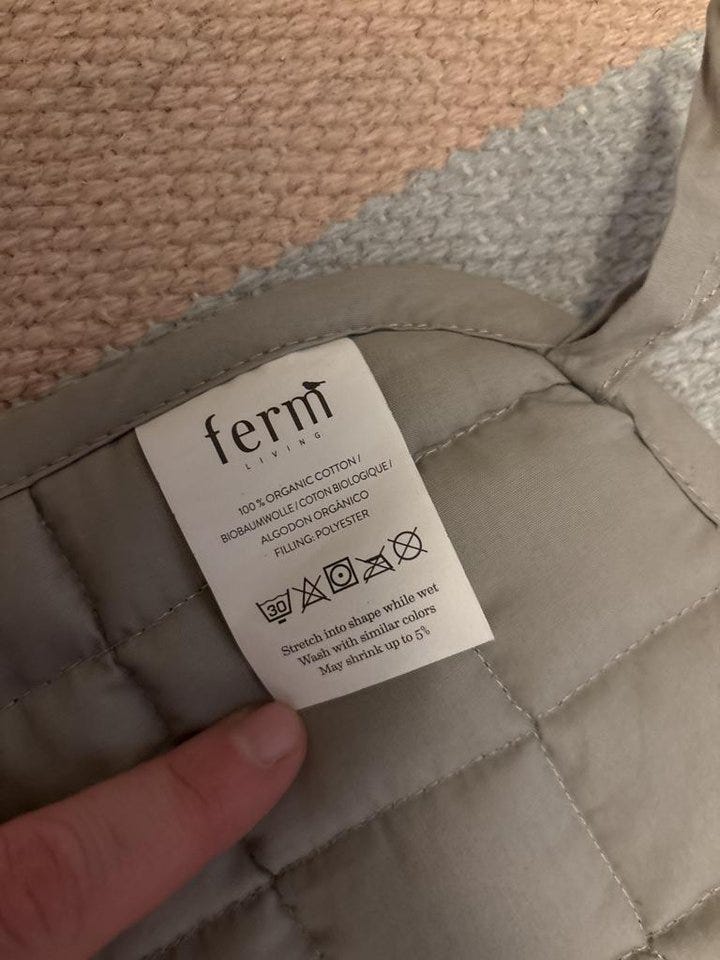 ferm
LIVING
100% ORGANIC COTTON /
BIOBAUMWOLLE / COTON BIOLOGIQUE /
ALGODON ORGÁNICO
FILLING: POLYESTER
30
Stretch into shape while wet
Wash with similar colors
May shrink up to 5%